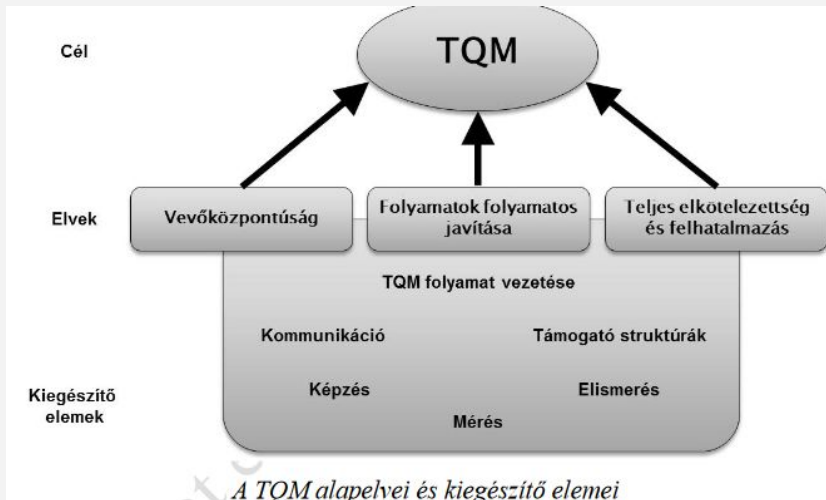 Cél
TQM
Elvek
Vevőközpontúság
Folyamatok folyamatos
javítása
Teljes elkötelezettség
és felhatalmazás
TQM folyamat vezetése
Kommunikáció
Támogató struktúrák
Kiegészítő
elemek
Képzés
Elismerés
Mérés
A TQM alapelvei és kiegészítő elemei